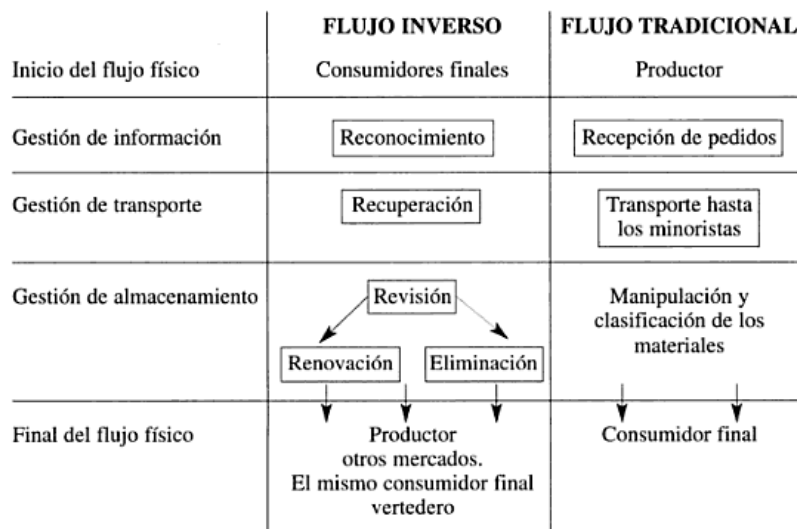 FLUJO INVERSO FLUJO TRADICIONAL
Inicio del flujo físico Consumidores finales Productor
Gestión de información Reconocimiento Recepción de pedidos
Gestión de transporte Recuperación Transporte hasta
los minoristas
Gestión de almacenamiento Revisión Manipulación y
clasificación de los
materiales
Renovación Eliminación
Final del flujo físico Productor Consumidor final
otros mercados.
El mismo consumidor final
vertedero